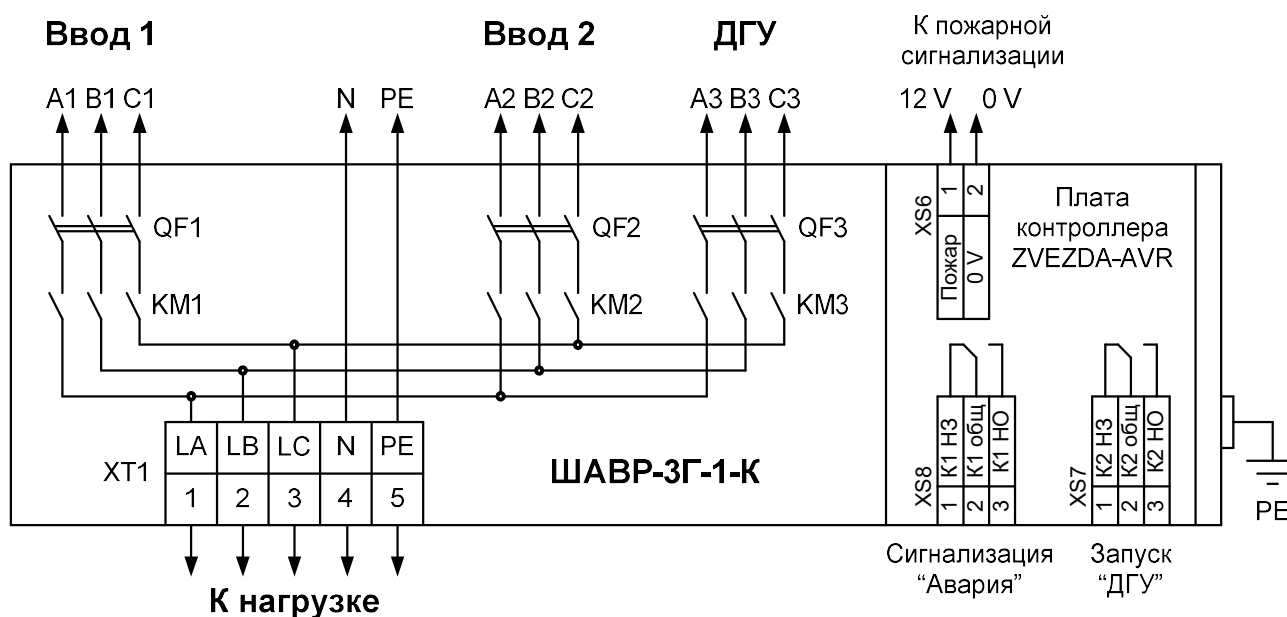 Ввод 1
Ввод 2
ДГУ
К пожарной
сигнализации
A1 B1 C1
N PE
A2 B2 C2
A3 B3 C3
12 V 0 V
QF1
QF2
QF3
KM1
KM2
KM3
XS6
1
2
Пожар
0 V
Плата
контроллера
ZVEZDA-AVR
LA LB LC N PE
XT1
1 2 3 4 5
ШАВР-3Г-1-К
XS8
К1 НЗ
К1 общ
К1 НО
1
2
3
XS7
К2 НЗ
К2 общ
К2 НО
1
2
3
PE
Сигнализация
“Авария”
Запуск
“ДГУ”
К нагрузке